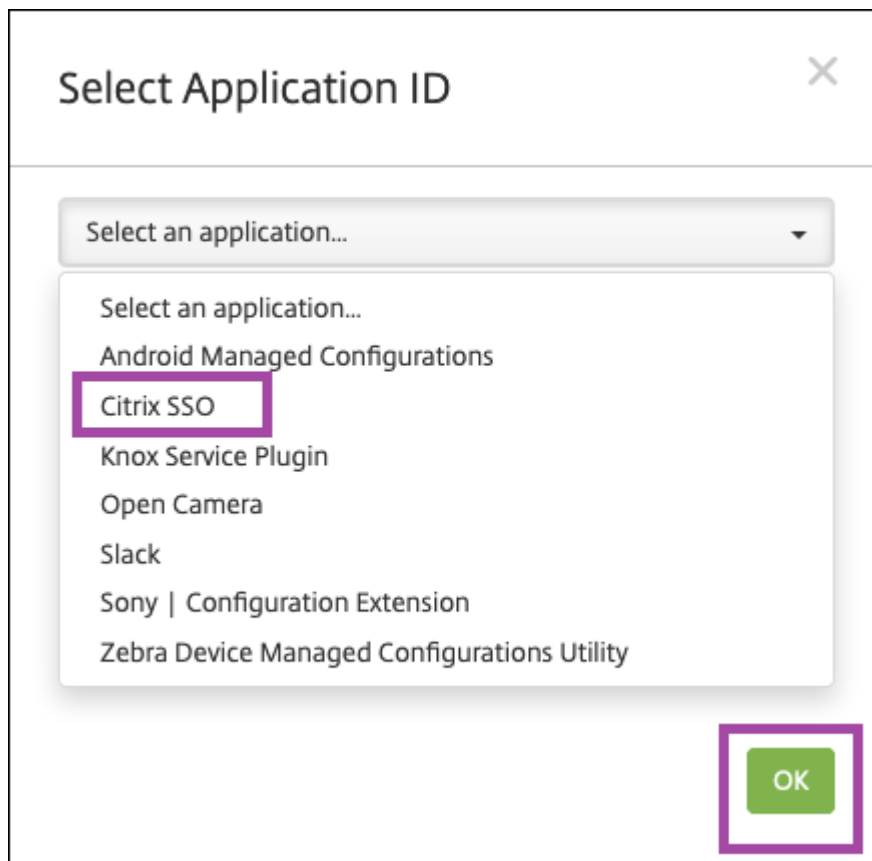 Select Application ID
Select an application...
Select an application...
Android Managed Configurations
Citrix SSO
Knox Service Plugin
Open Camera
Slack
Sony | Configuration Extension
Zebra Device Managed Configurations Utility
OK